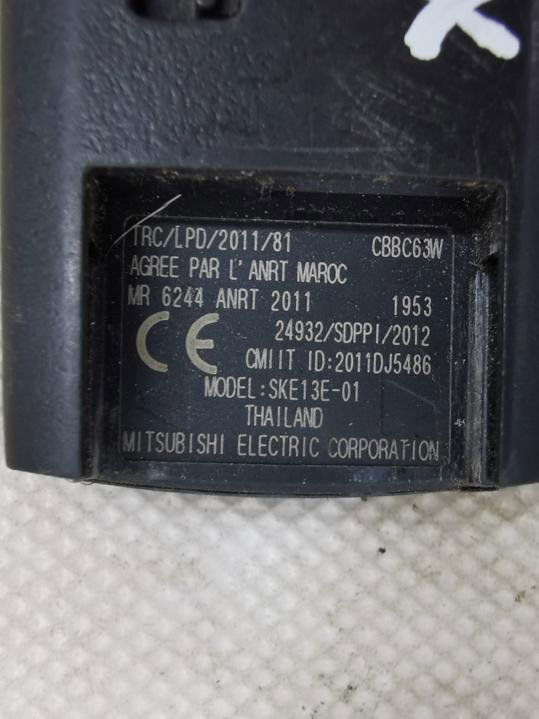 TRC/LPD/2011/81 CBBC63W
AGREE PAR L' ANRT MAROC
MR 6244 ANRT 2011 1953
24932/SDPPI/2012
CE CMIIT ID:2011DJ5486
MODEL:SKE13E-01
THAILAND
MITSUBISHI ELECTRIC CORPORATION